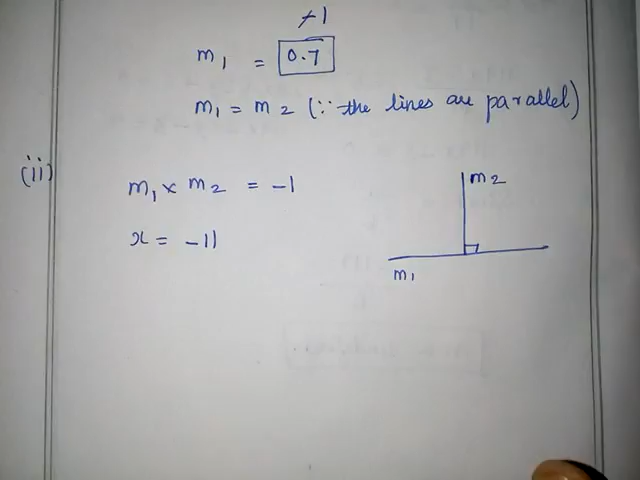 +1
m₁ = 0.7
m₁ = m₂ (∵ the lines are parallel)
(ii)
m₁ × m₂ = -1
x = -11
m₂
m₁